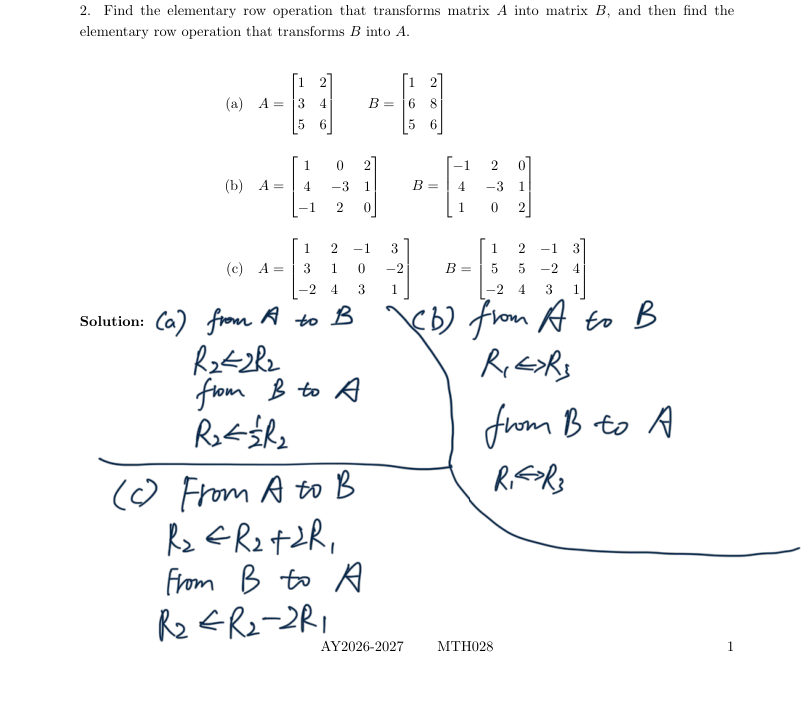 2. Find the elementary row operation that transforms matrix A into matrix B, and then find the
elementary row operation that transforms B into A.
(a) A = [1 2; 3 4; 5 6] B = [1 2; 6 8; 5 6]
(b) A = [1 0 2; 4 −3 1; −1 2 0] B = [−1 2 0; 4 −3 1; 1 0 2]
(c) A = [1 2 −1 3; 3 1 0 −2; −2 4 3 1] B = [1 2 −1 3; 5 5 −2 4; −2 4 3 1]
Solution: (a) from A to B
R₂←2R₂
from B to A
R₂←½R₂
(b) from A to B
R₁⇔R₃
from B to A
R₁⇔R₃
(c) From A to B
R₂←R₂+2R₁
From B to A
R₂←R₂−2R₁
AY2026-2027 MTH028 1